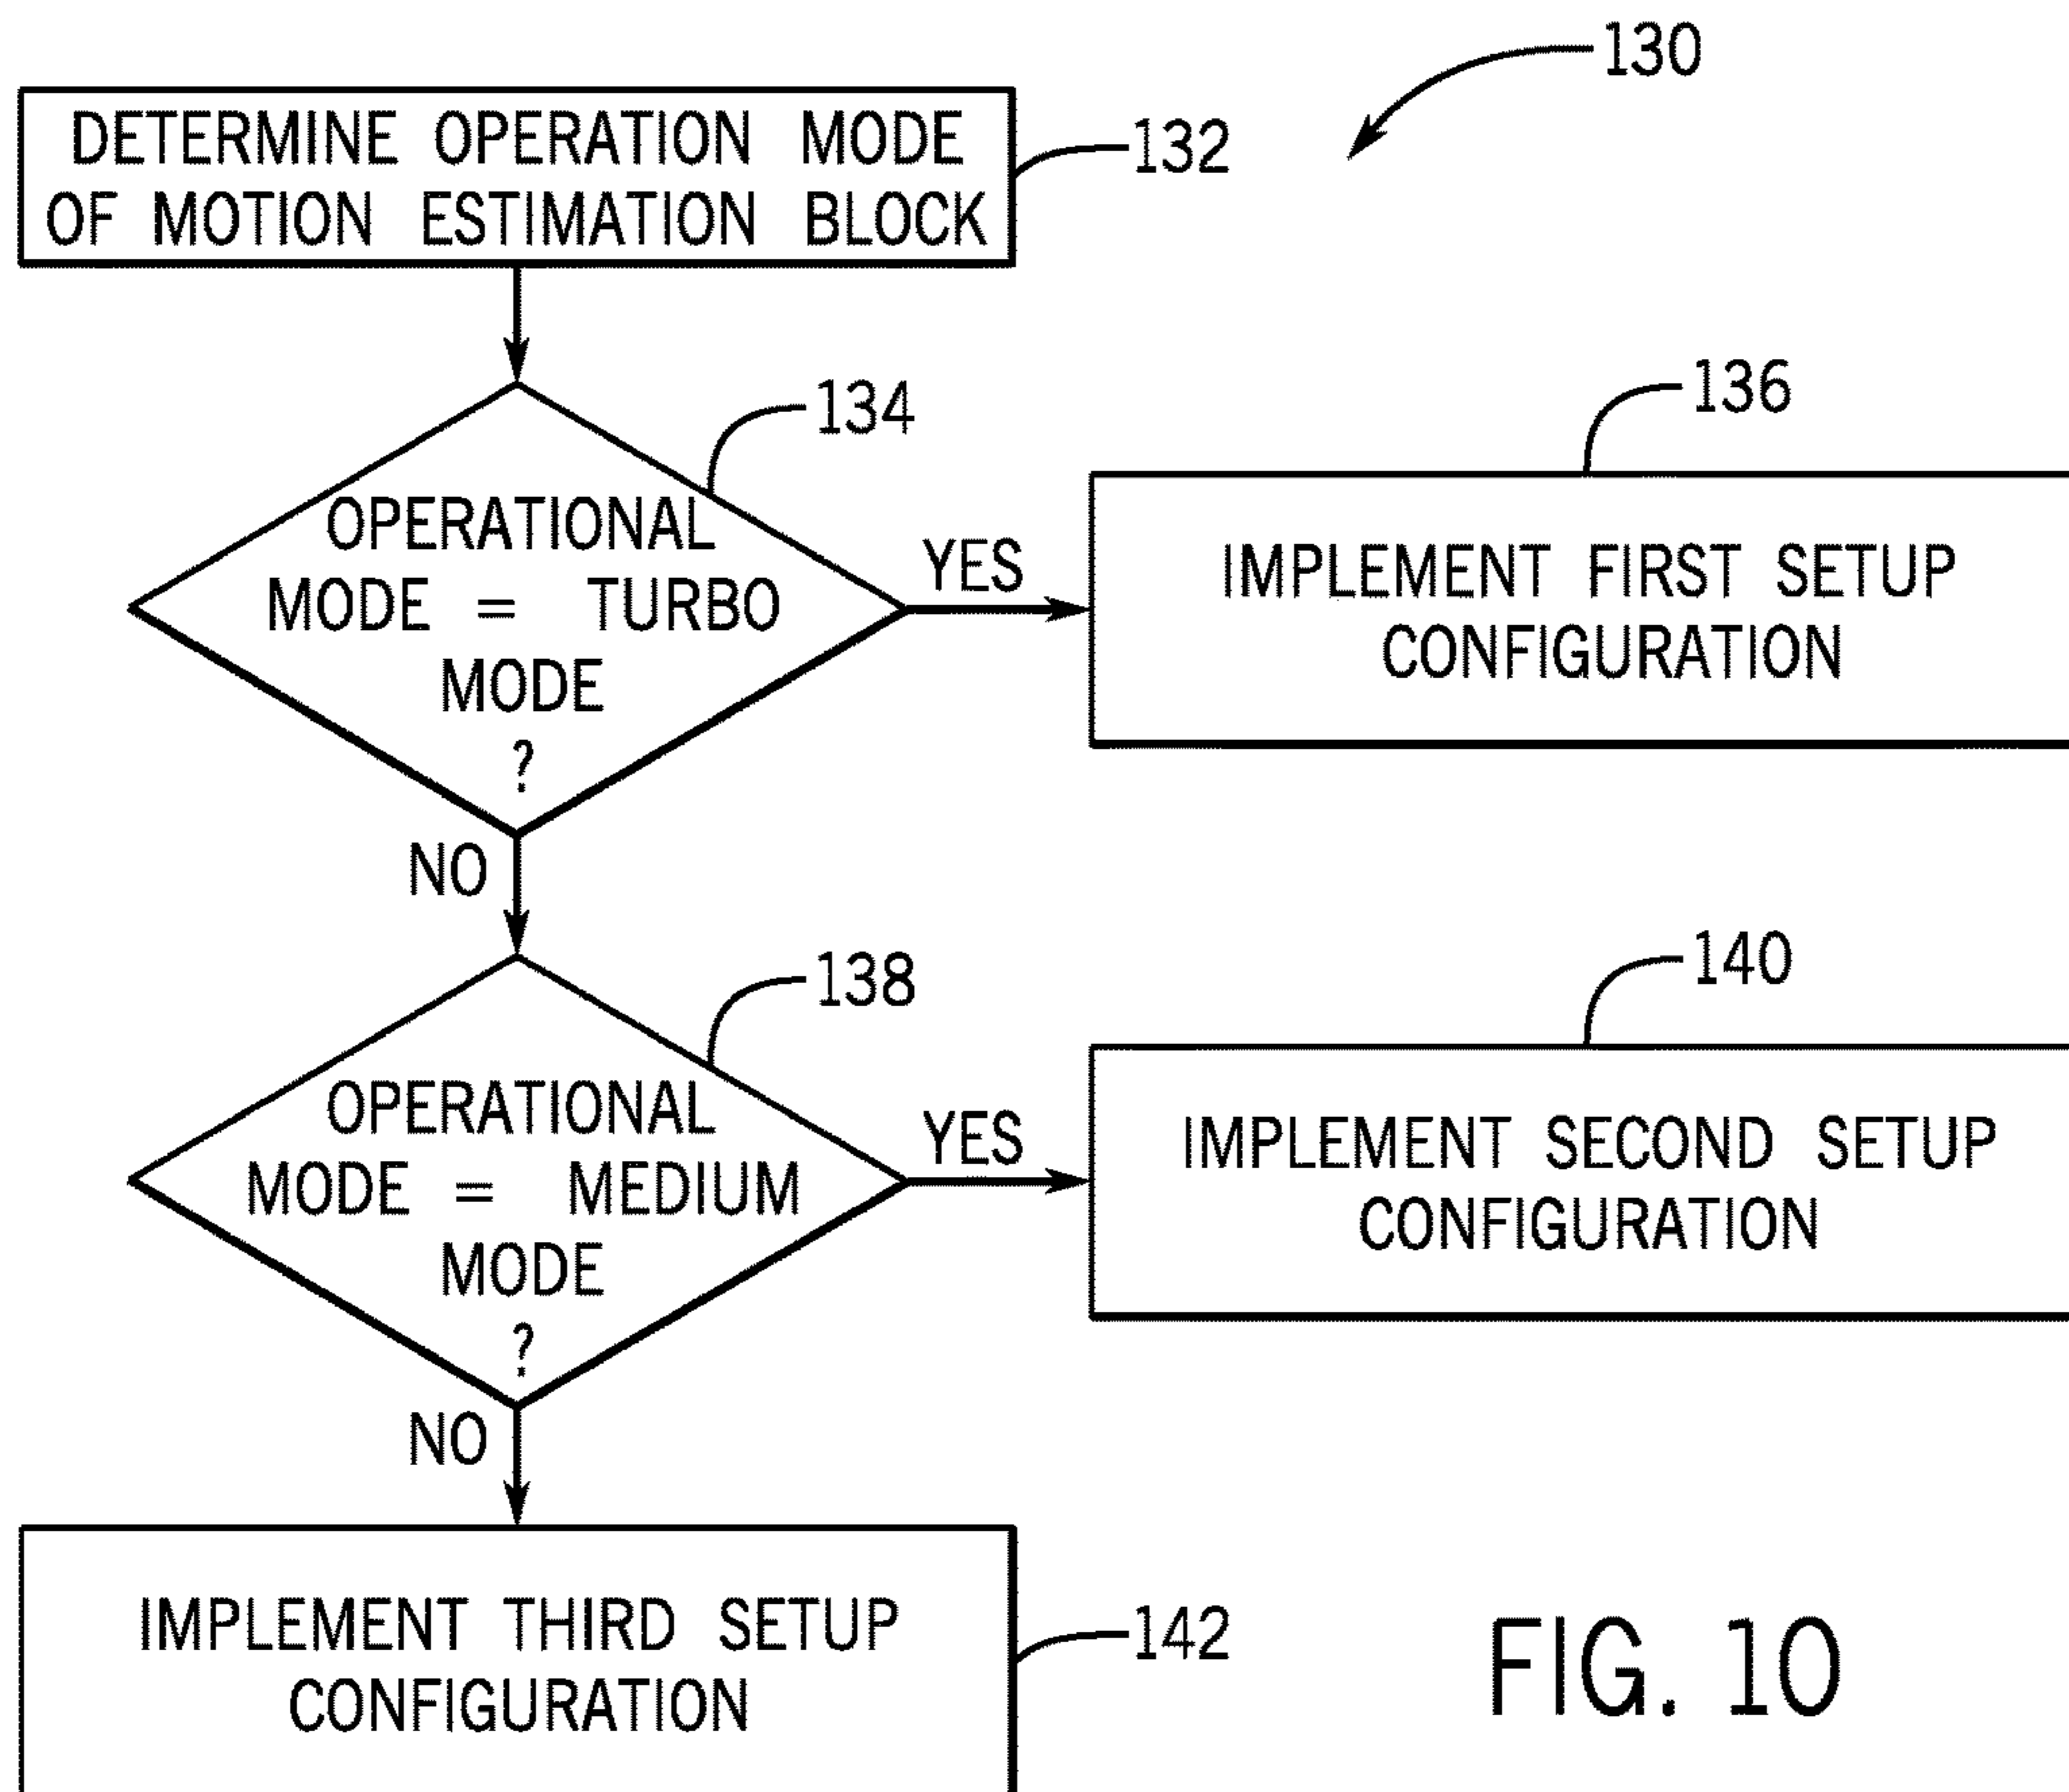 130
DETERMINE OPERATION MODE
OF MOTION ESTIMATION BLOCK
132
134
OPERATIONAL
MODE = TURBO
MODE
?
YES
136
IMPLEMENT FIRST SETUP
CONFIGURATION
NO
138
OPERATIONAL
MODE = MEDIUM
MODE
?
YES
140
IMPLEMENT SECOND SETUP
CONFIGURATION
NO
IMPLEMENT THIRD SETUP
CONFIGURATION
142
FIG. 10